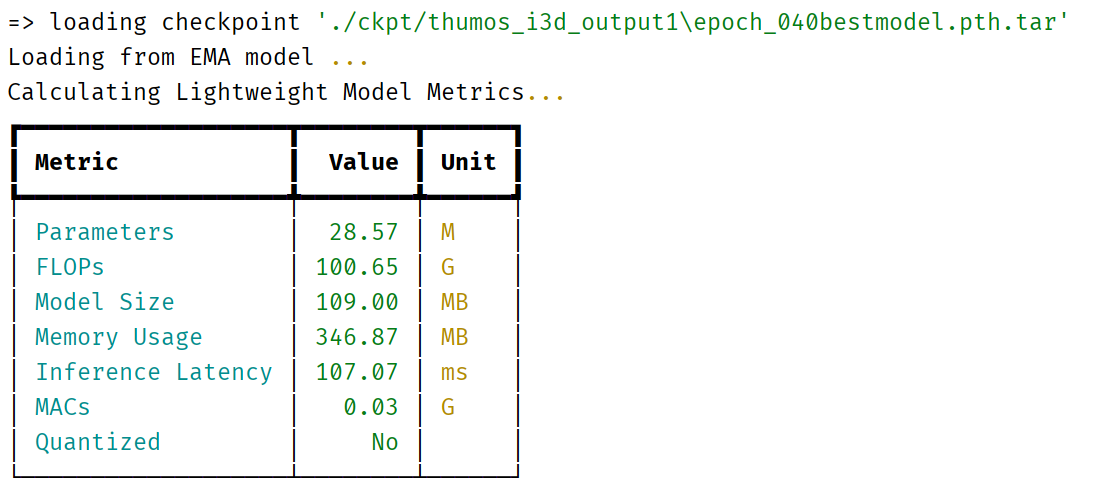 => loading checkpoint './ckpt/thumos_i3d_output1\epoch_040bestmodel.pth.tar'
Loading from EMA model ...
Calculating Lightweight Model Metrics...
Metric Value Unit
Parameters 28.57 M
FLOPs 100.65 G
Model Size 109.00 MB
Memory Usage 346.87 MB
Inference Latency 107.07 ms
MACs 0.03 G
Quantized No